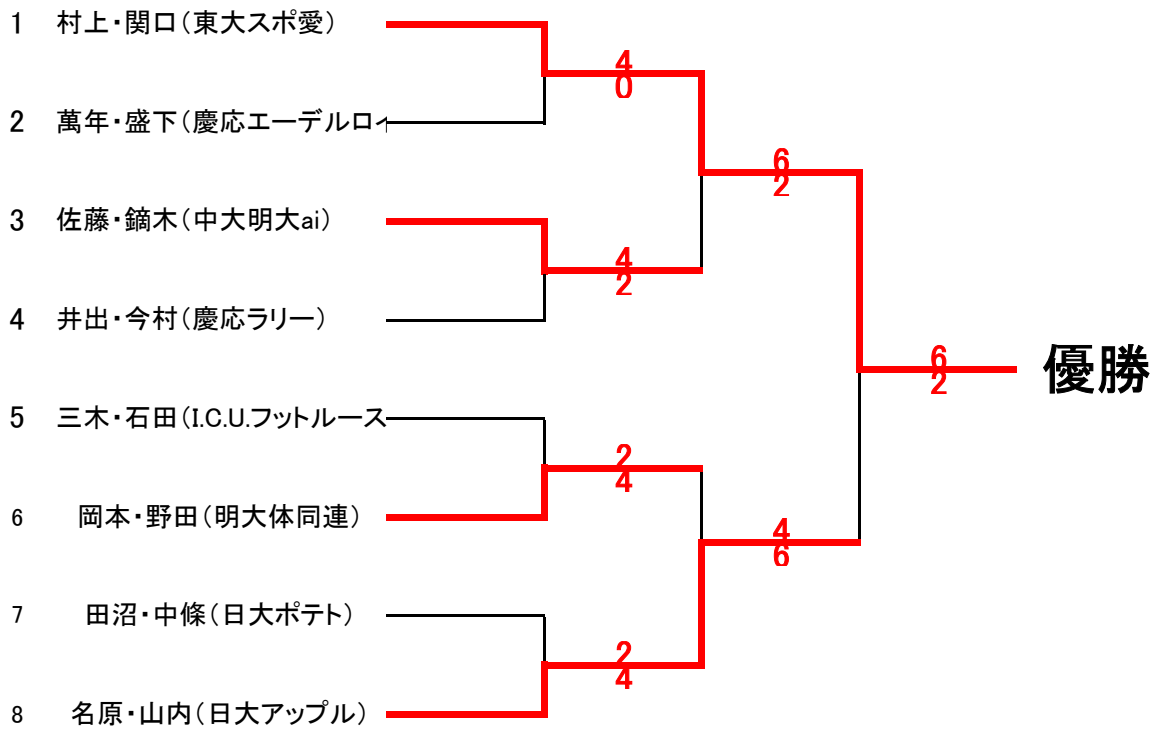 1 村上・関口(東大スポ愛)
4
0
2 萬年・盛下(慶応エーデルロイ
6
2
3 佐藤・鏑木(中大明大ai)
4
2
4 井出・今村(慶応ラリー)
6
2
優勝
5 三木・石田(I.C.U.フットルース
2
4
6 岡本・野田(明大体同連)
4
6
7 田沼・中條(日大ポテト)
2
4
8 名原・山内(日大アップル)